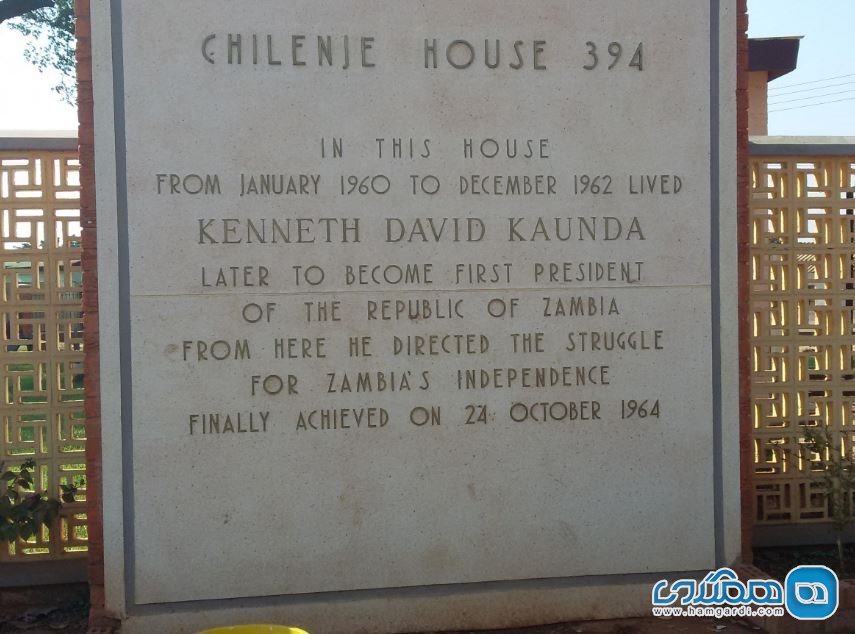 CHILENJE HOUSE 394
IN THIS HOUSE
FROM JANUARY 1960 TO DECEMBER 1962 LIVED
KENNETH DAVID KAUNDA
LATER TO BECOME FIRST PRESIDENT
OF THE REPUBLIC OF ZAMBIA
FROM HERE HE DIRECTED THE STRUGGLE
FOR ZAMBIA'S INDEPENDENCE
FINALLY ACHIEVED ON 24 OCTOBER 1964
همگردی
www.hamgardi.com